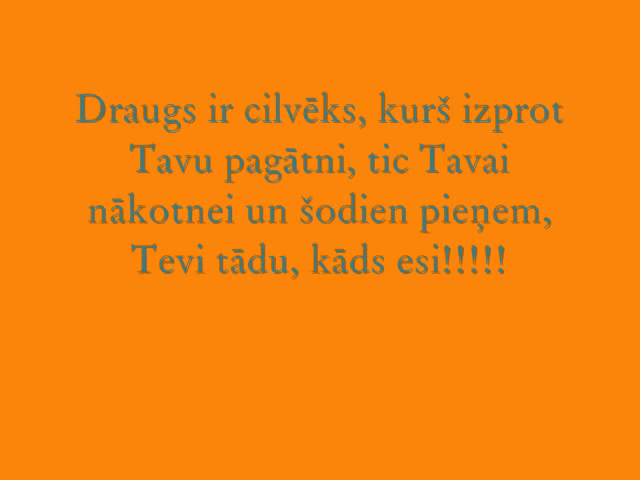 Draugs ir cilvēks, kurš izprot
Tavu pagātni, tic Tavai
nākotnei un šodien pieņem,
Tevi tādu, kāds esi!!!!!